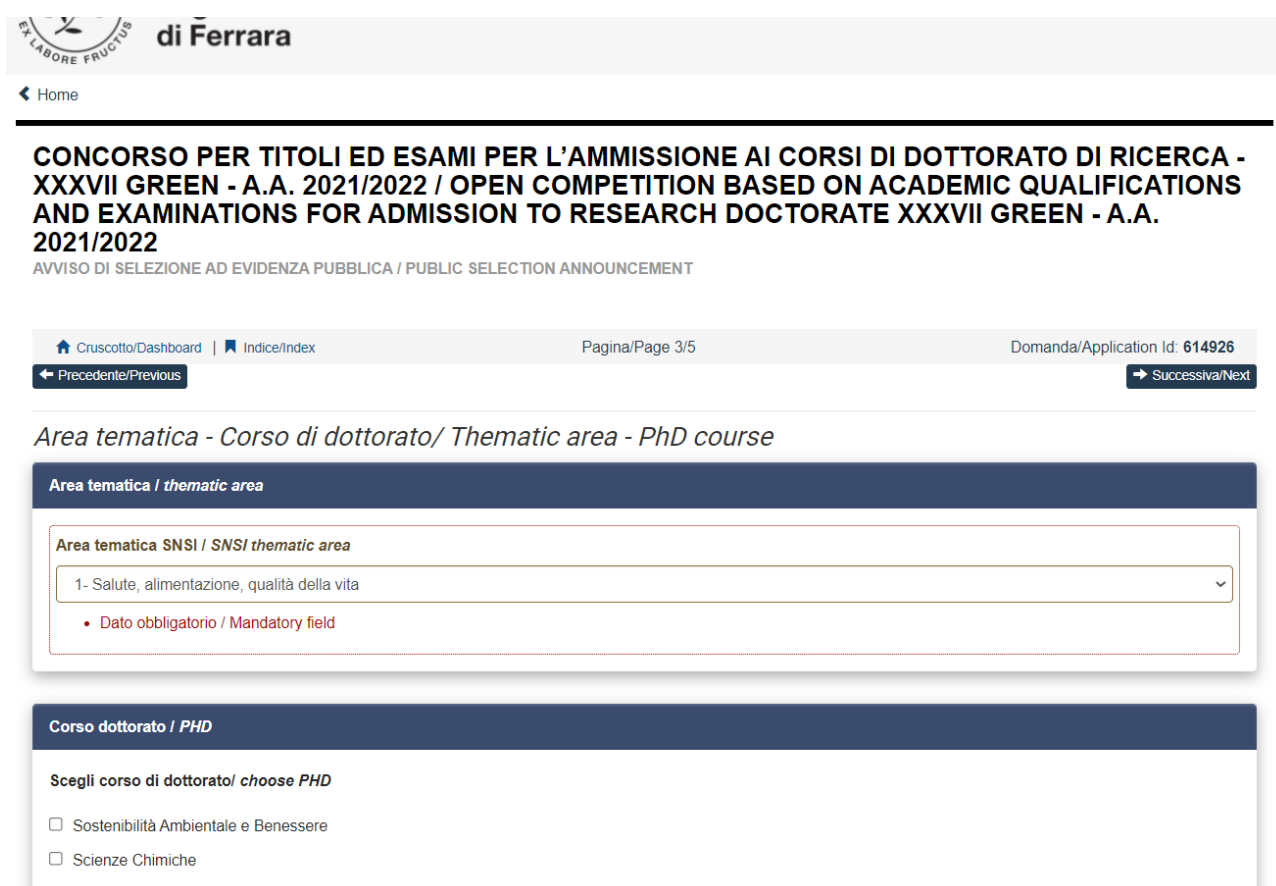 EX LABORE FRUCTUS
di Ferrara
Home
CONCORSO PER TITOLI ED ESAMI PER L’AMMISSIONE AI CORSI DI DOTTORATO DI RICERCA -
XXXVII GREEN - A.A. 2021/2022 / OPEN COMPETITION BASED ON ACADEMIC QUALIFICATIONS
AND EXAMINATIONS FOR ADMISSION TO RESEARCH DOCTORATE XXXVII GREEN - A.A.
2021/2022
AVVISO DI SELEZIONE AD EVIDENZA PUBBLICA / PUBLIC SELECTION ANNOUNCEMENT
Cruscotto/Dashboard | Indice/Index Pagina/Page 3/5 Domanda/Application Id: 614926
Precedente/Previous Successiva/Next
Area tematica - Corso di dottorato/ Thematic area - PhD course
Area tematica / thematic area
Area tematica SNSI / SNSI thematic area
1- Salute, alimentazione, qualità della vita
• Dato obbligatorio / Mandatory field
Corso dottorato / PHD
Scegli corso di dottorato/ choose PHD
Sostenibilità Ambientale e Benessere
Scienze Chimiche